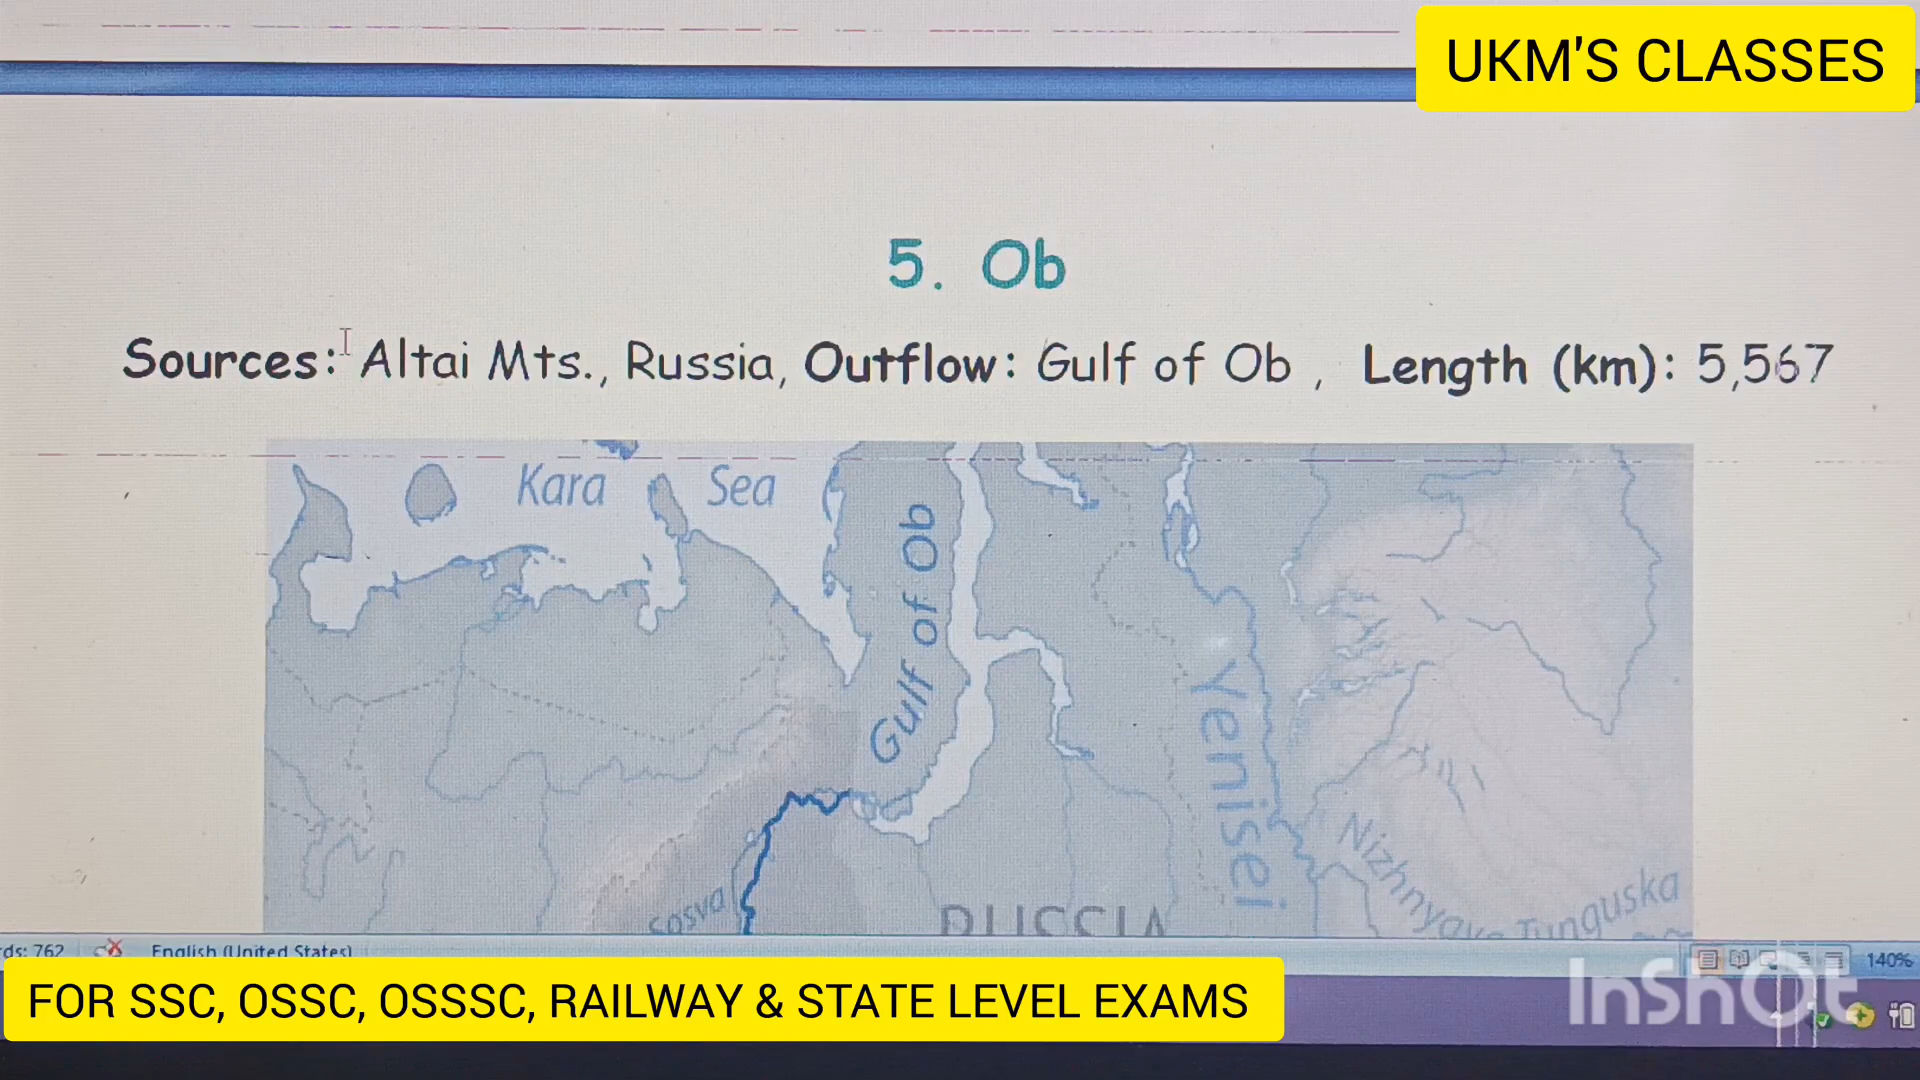 UKM'S CLASSES
5. Ob
Sources: Altai Mts., Russia, Outflow: Gulf of Ob , Length (km): 5,567
Kara Sea
Gulf of Ob
Yenisei
Nizhnyaya Tunguska
Sosva
RUSSIA
ds: 762 English (United States) 140%
FOR SSC, OSSC, OSSSC, RAILWAY & STATE LEVEL EXAMS
InShOt